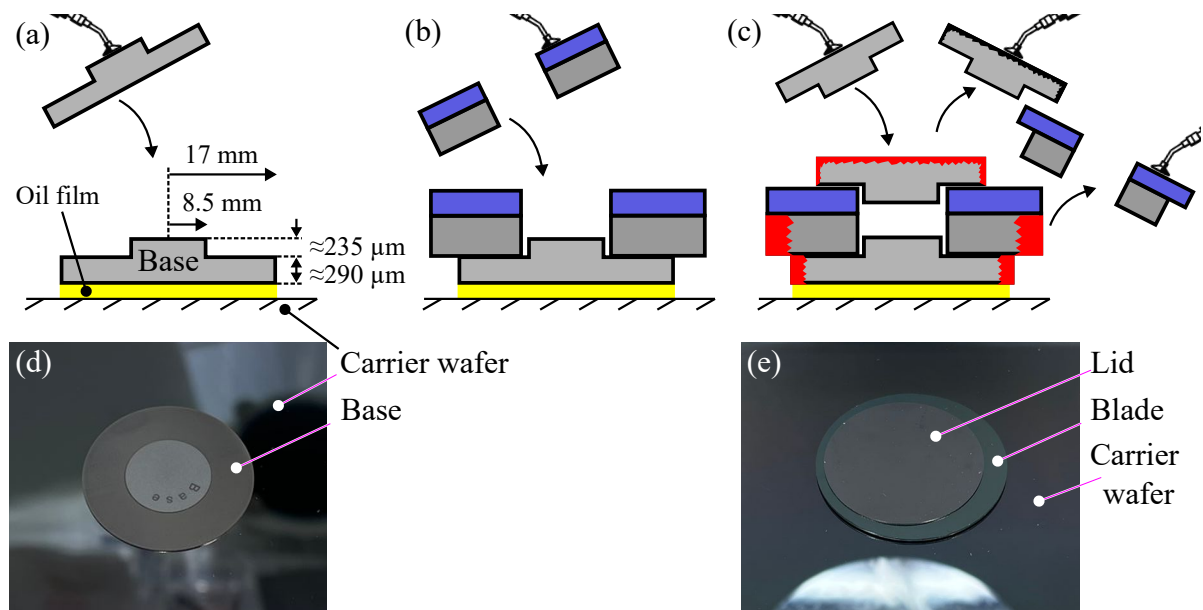 (a)
(b)
(c)
17 mm
8.5 mm
Oil film
Base
≈235 µm
≈290 µm
(d)
Carrier wafer
Base
Base
(e)
Lid
Blade
Carrier
wafer